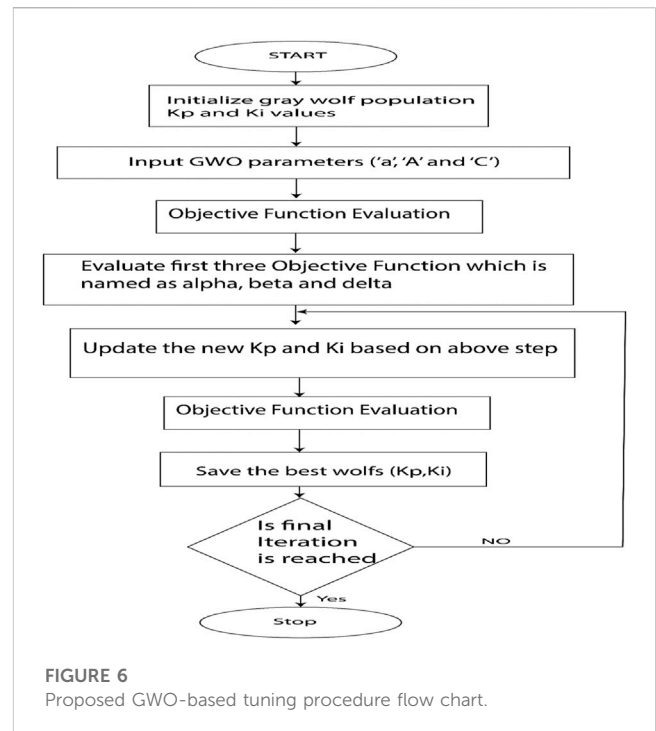 START
Initialize gray wolf population
Kp and Ki values
Input GWO parameters ('a', 'A' and 'C')
Objective Function Evaluation
Evaluate first three Objective Function which is
named as alpha, beta and delta
Update the new Kp and Ki based on above step
Objective Function Evaluation
Save the best wolfs (Kp,Ki)
Is final
Iteration
is reached
NO
Yes
Stop
FIGURE 6
Proposed GWO-based tuning procedure flow chart.